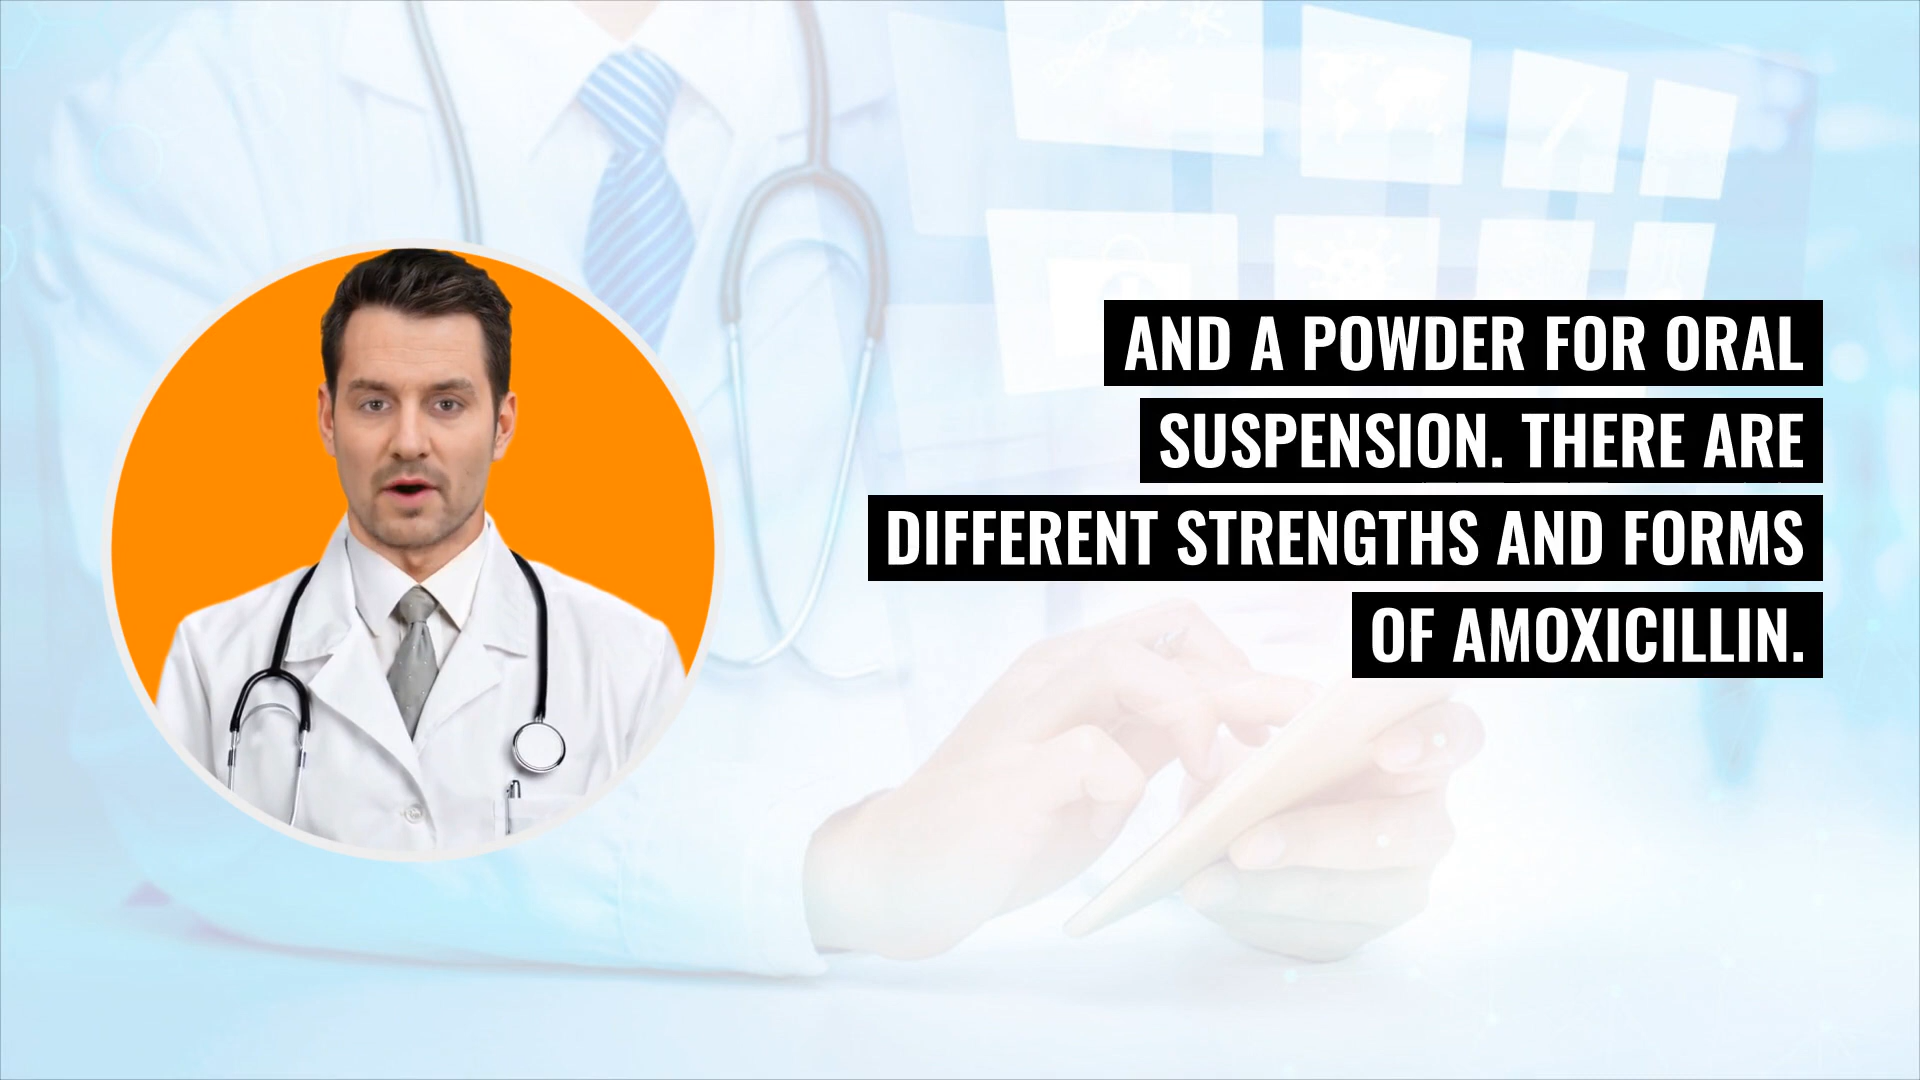 AND A POWDER FOR ORAL
SUSPENSION. THERE ARE
DIFFERENT STRENGTHS AND FORMS
OF AMOXICILLIN.